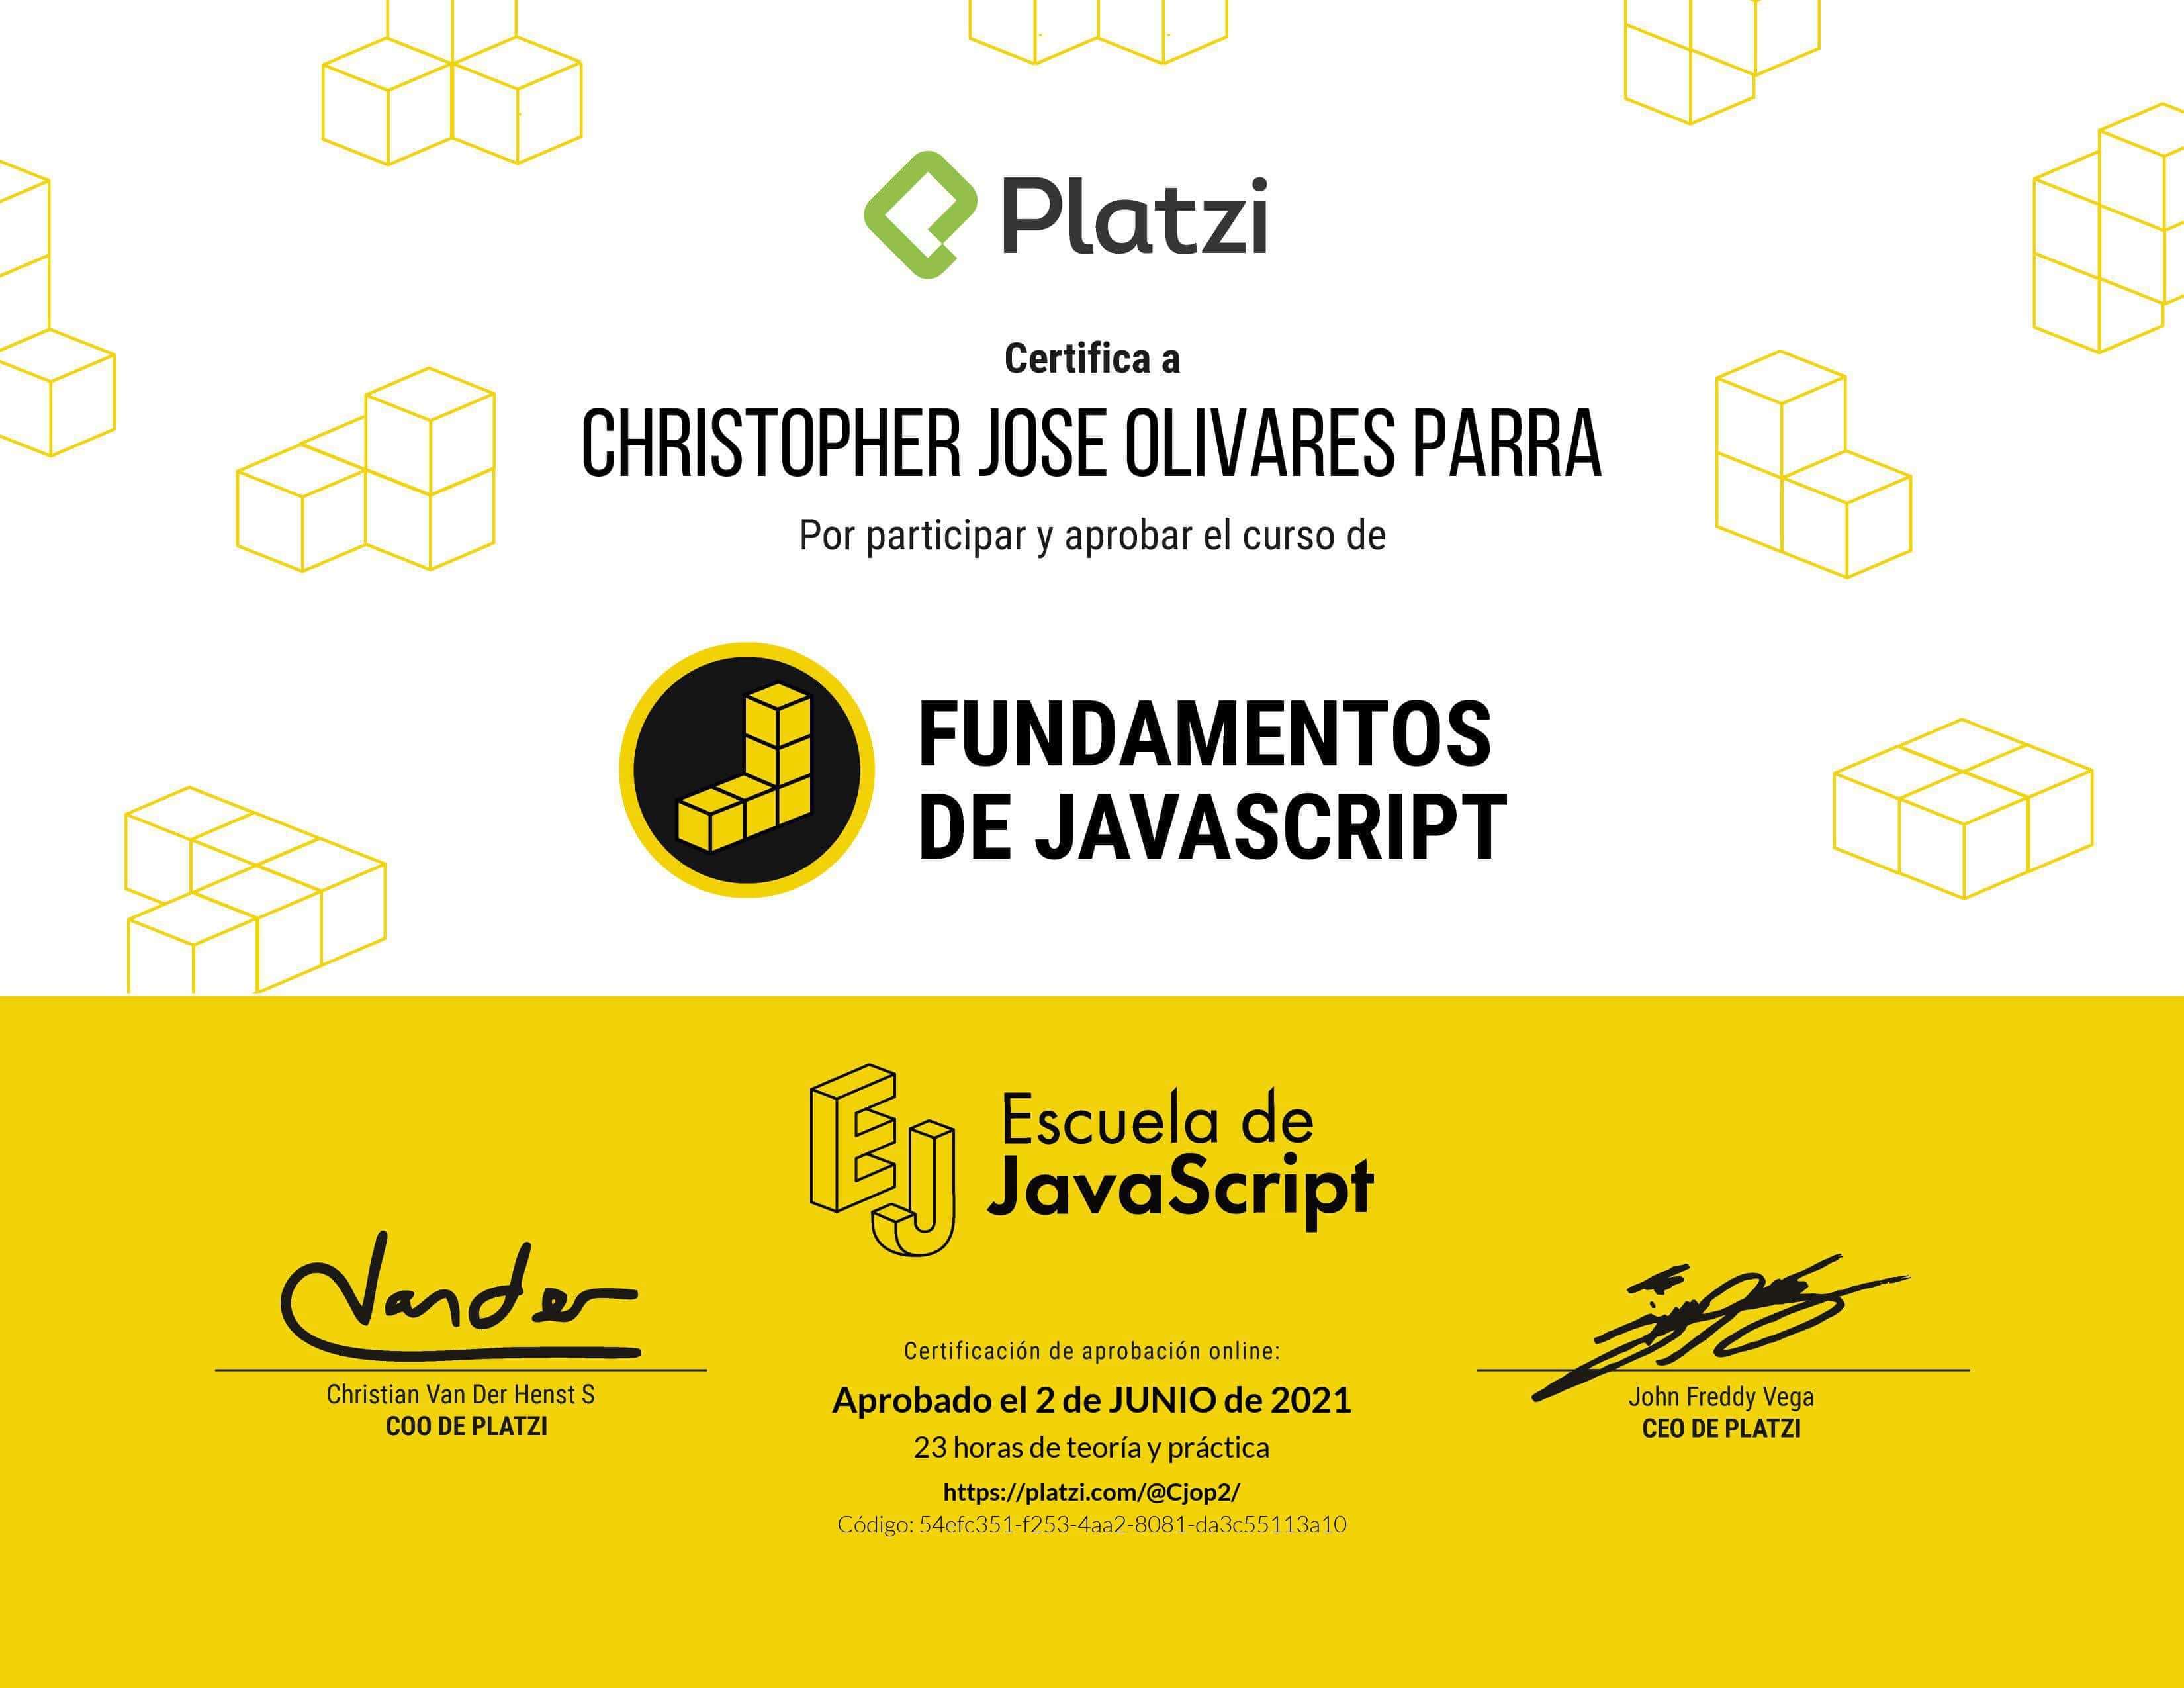 Platzi
Certifica a
CHRISTOPHER JOSE OLIVARES PARRA
Por participar y aprobar el curso de
FUNDAMENTOS
DE JAVASCRIPT
EJ
Escuela de
JavaScript
Vander
Christian Van Der Henst S
COO DE PLATZI
Certificación de aprobación online:
Aprobado el 2 de JUNIO de 2021
23 horas de teoría y práctica
https://platzi.com/@Cjop2/
Código: 54efc351-f253-4aa2-8081-da3c55113a10
John Freddy Vega
CEO DE PLATZI